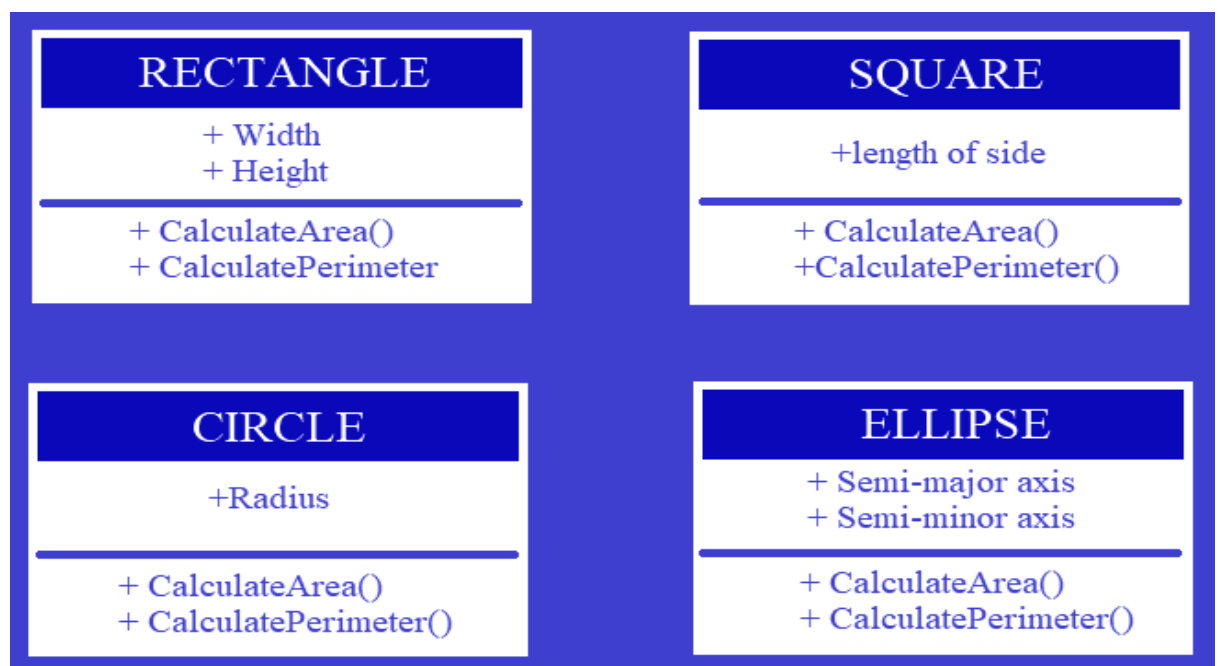 RECTANGLE
+ Width
+ Height
+ CalculateArea()
+ CalculatePerimeter
SQUARE
+length of side
+ CalculateArea()
+CalculatePerimeter()
CIRCLE
+Radius
+ CalculateArea()
+ CalculatePerimeter()
ELLIPSE
+ Semi-major axis
+ Semi-minor axis
+ CalculateArea()
+ CalculatePerimeter()